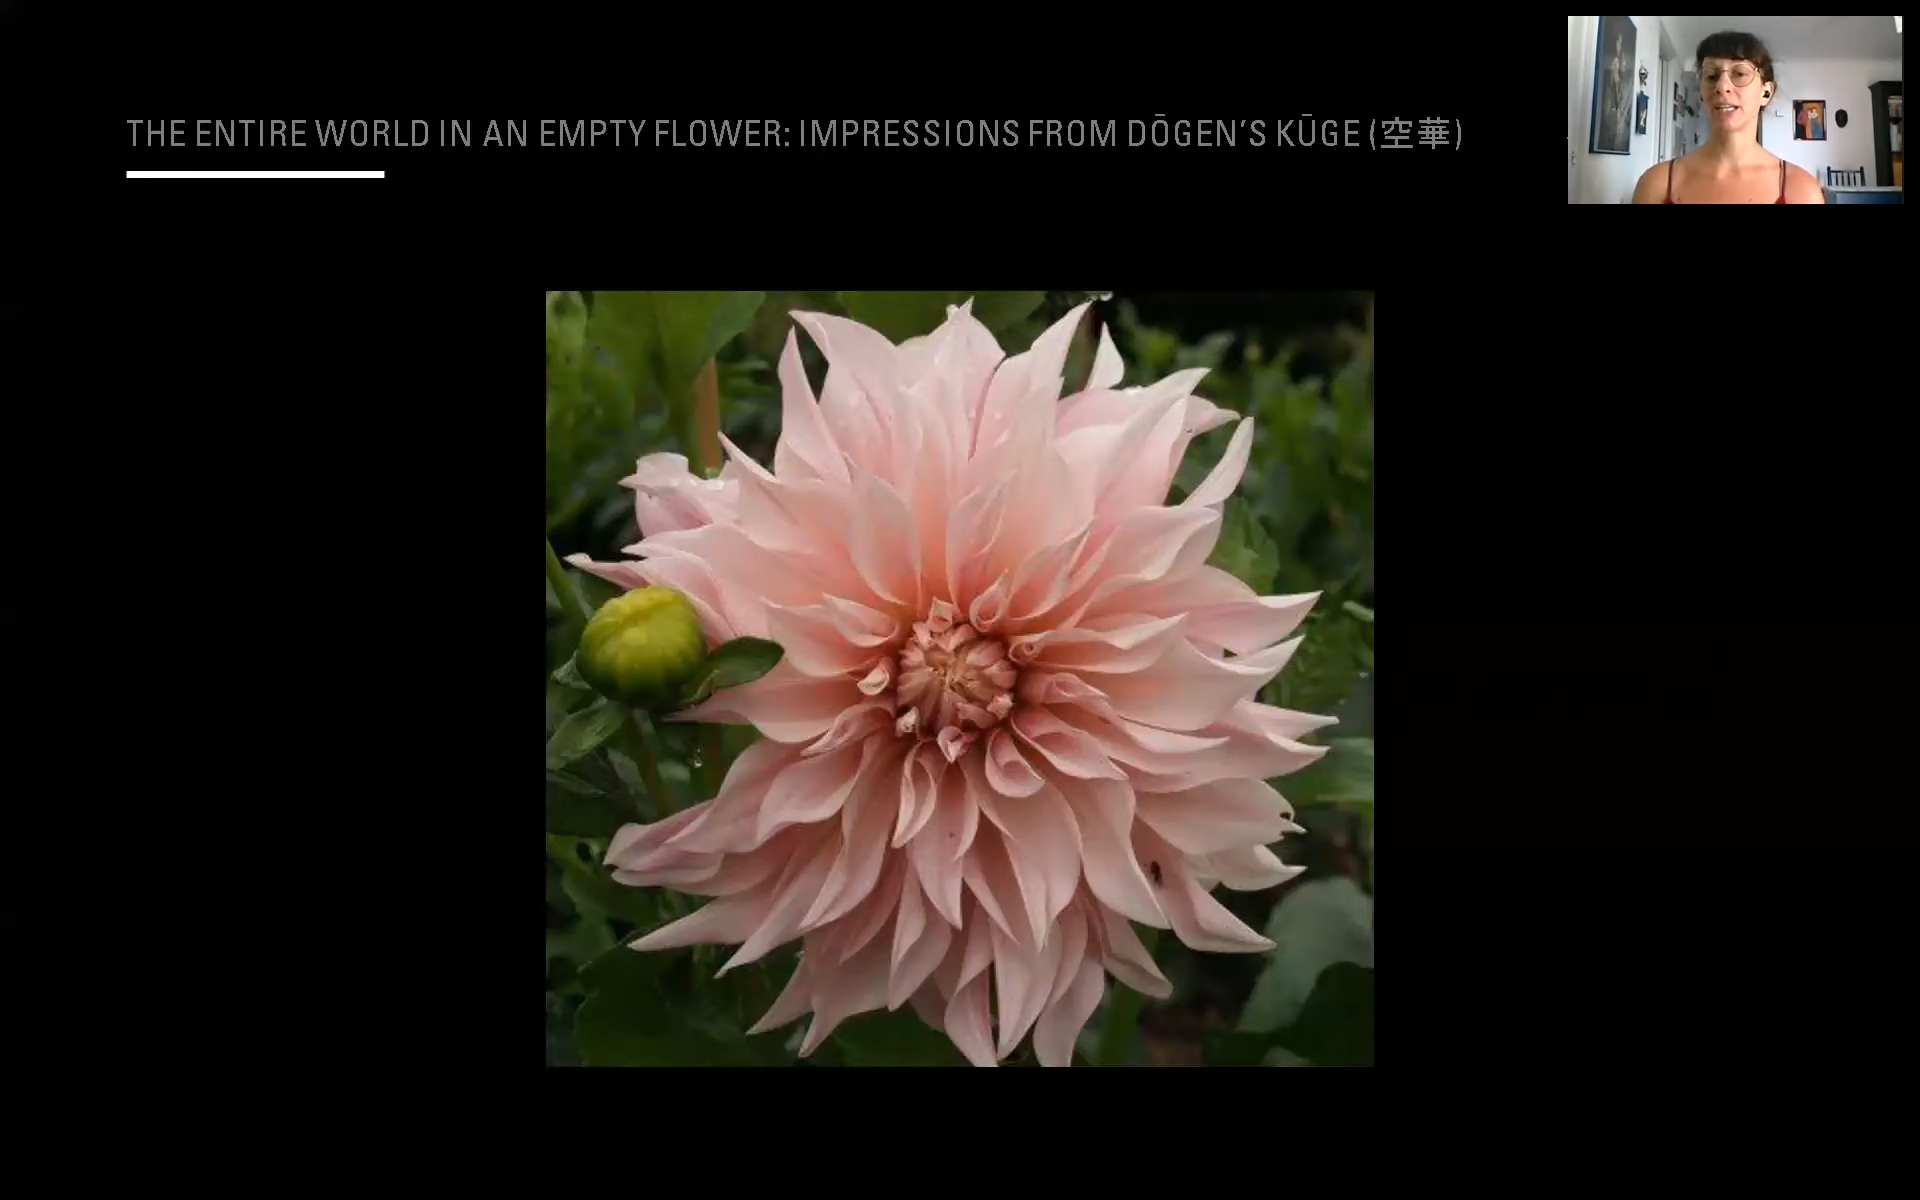 THE ENTIRE WORLD IN AN EMPTY FLOWER: IMPRESSIONS FROM DŌGEN’S KŪGE (空華)